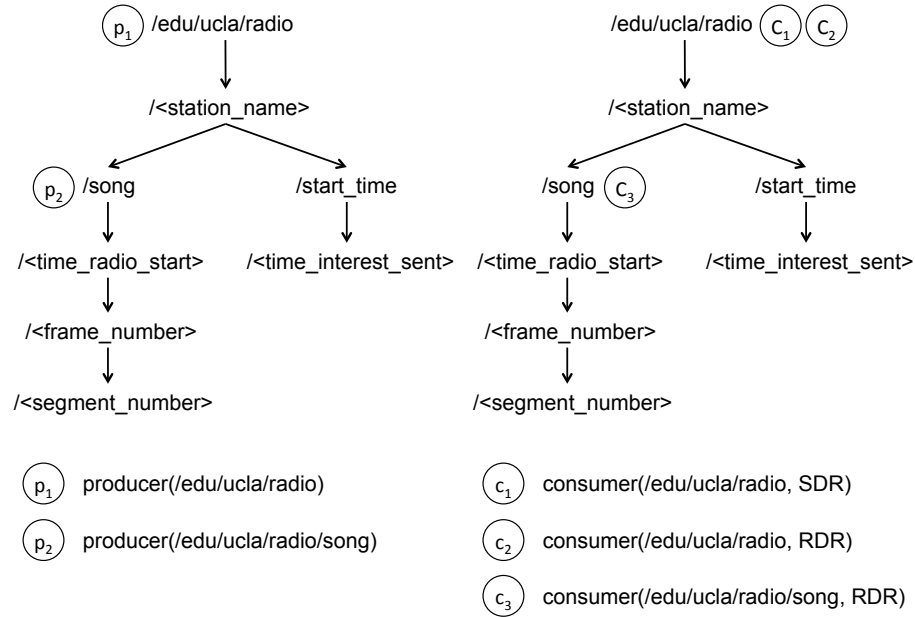 p1 /edu/ucla/radio
/<station_name>
p2 /song
/start_time
/<time_radio_start>
/<time_interest_sent>
/<frame_number>
/<segment_number>
/edu/ucla/radio C1 C2
/<station_name>
/song C3
/start_time
/<time_radio_start>
/<time_interest_sent>
/<frame_number>
/<segment_number>
p1 producer(/edu/ucla/radio)
p2 producer(/edu/ucla/radio/song)
c1 consumer(/edu/ucla/radio, SDR)
c2 consumer(/edu/ucla/radio, RDR)
c3 consumer(/edu/ucla/radio/song, RDR)